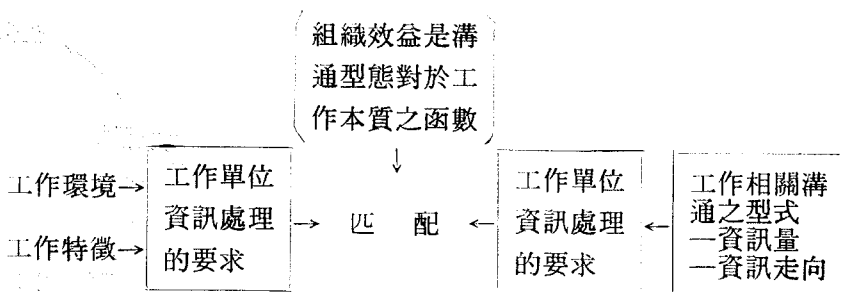 組織效益是溝
通型態對於工
作本質之函數
↓
工作環境→
工作特徵→
工作單位
資訊處理
的要求
→ 匹 配 ←
工作單位
資訊處理
的要求
←
工作相關溝
通之型式
—資訊量
—資訊走向